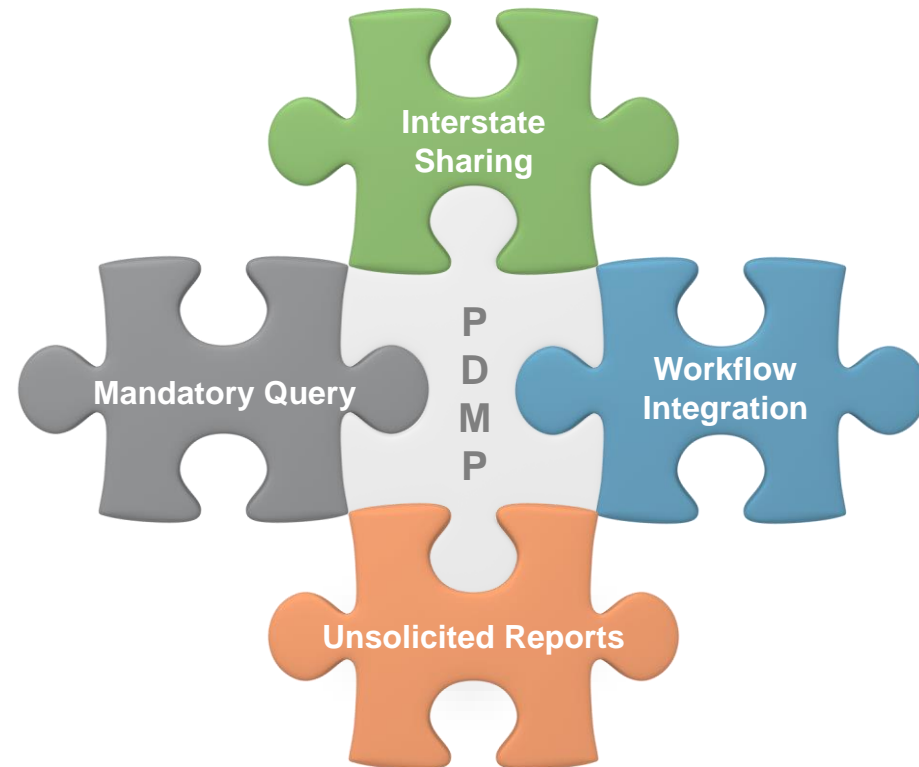 Interstate
Sharing
Mandatory Query
P
D
M
P
Workflow
Integration
Unsolicited Reports